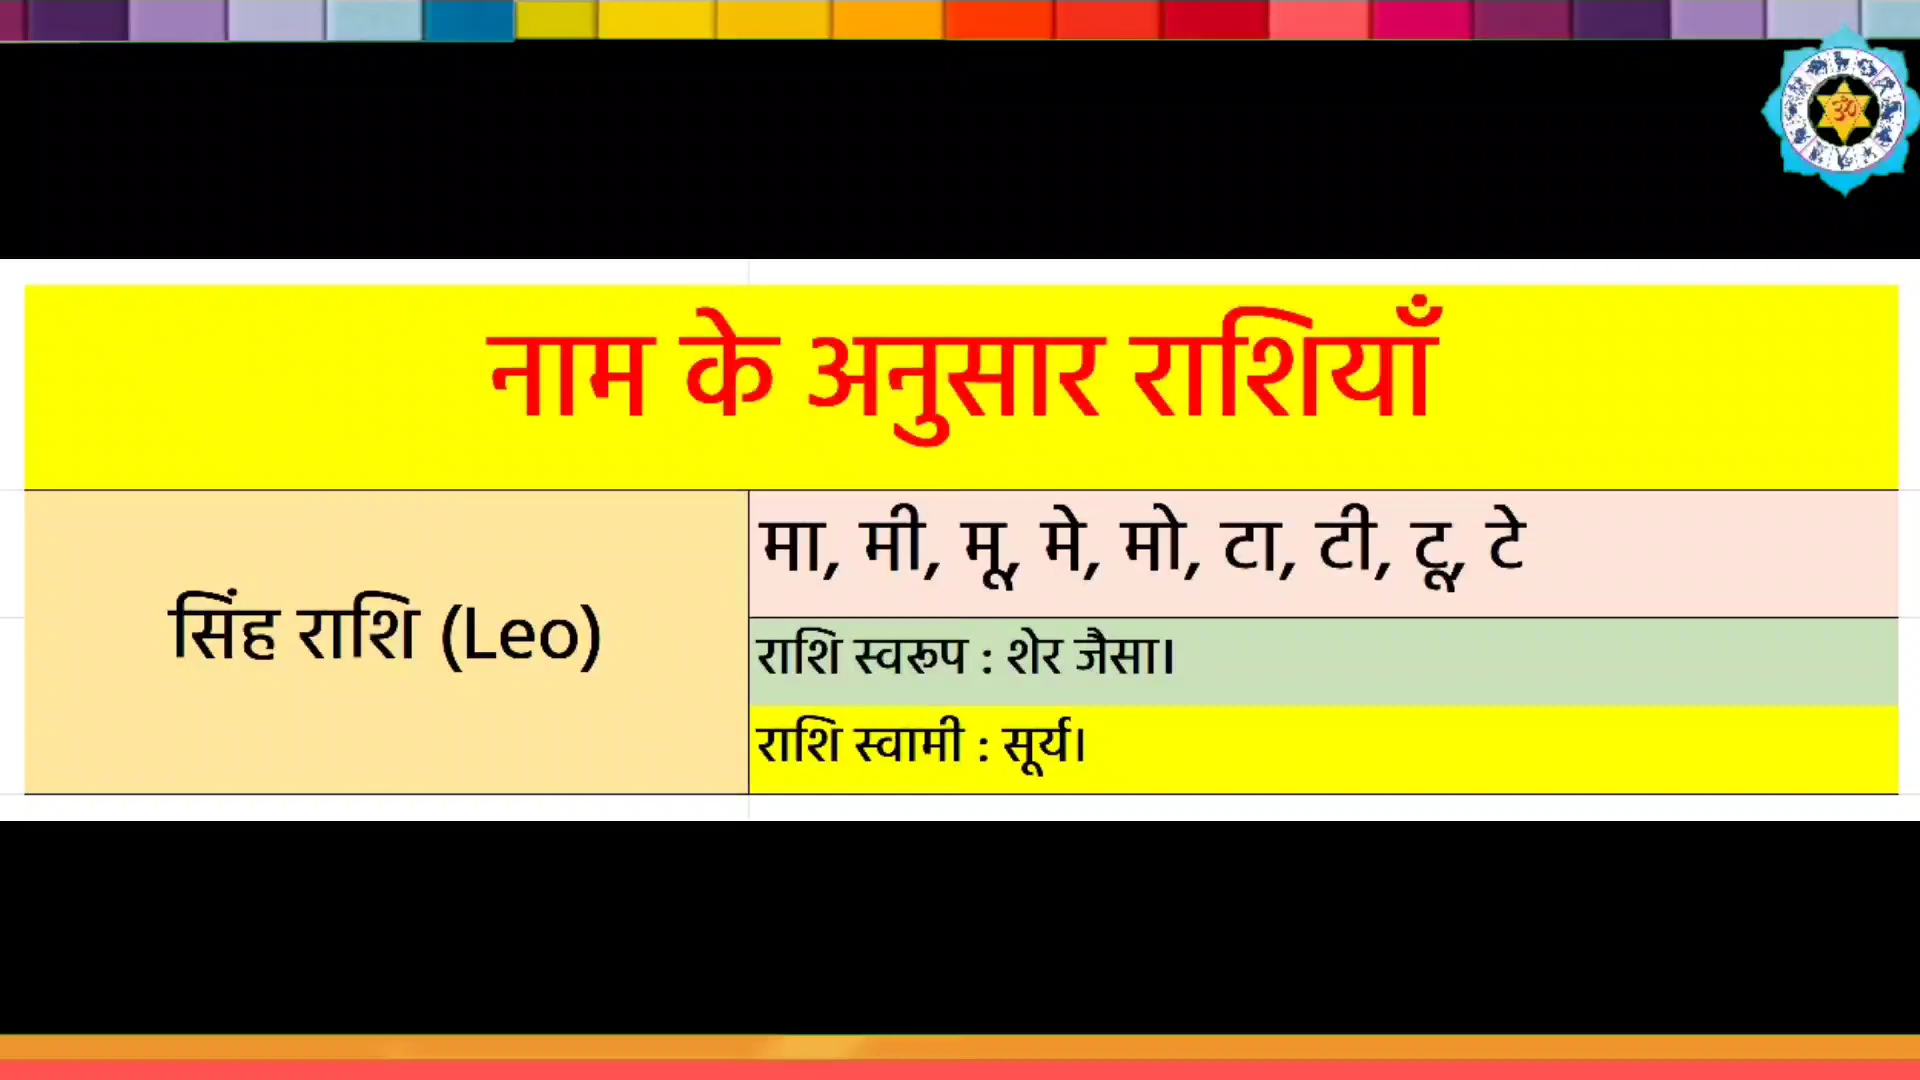 ॐ
नाम के अनुसार राशियाँ
सिंह राशि (Leo)
मा, मी, मू, मे, मो, टा, टी, टू, टे
राशि स्वरूप : शेर जैसा।
राशि स्वामी : सूर्य।